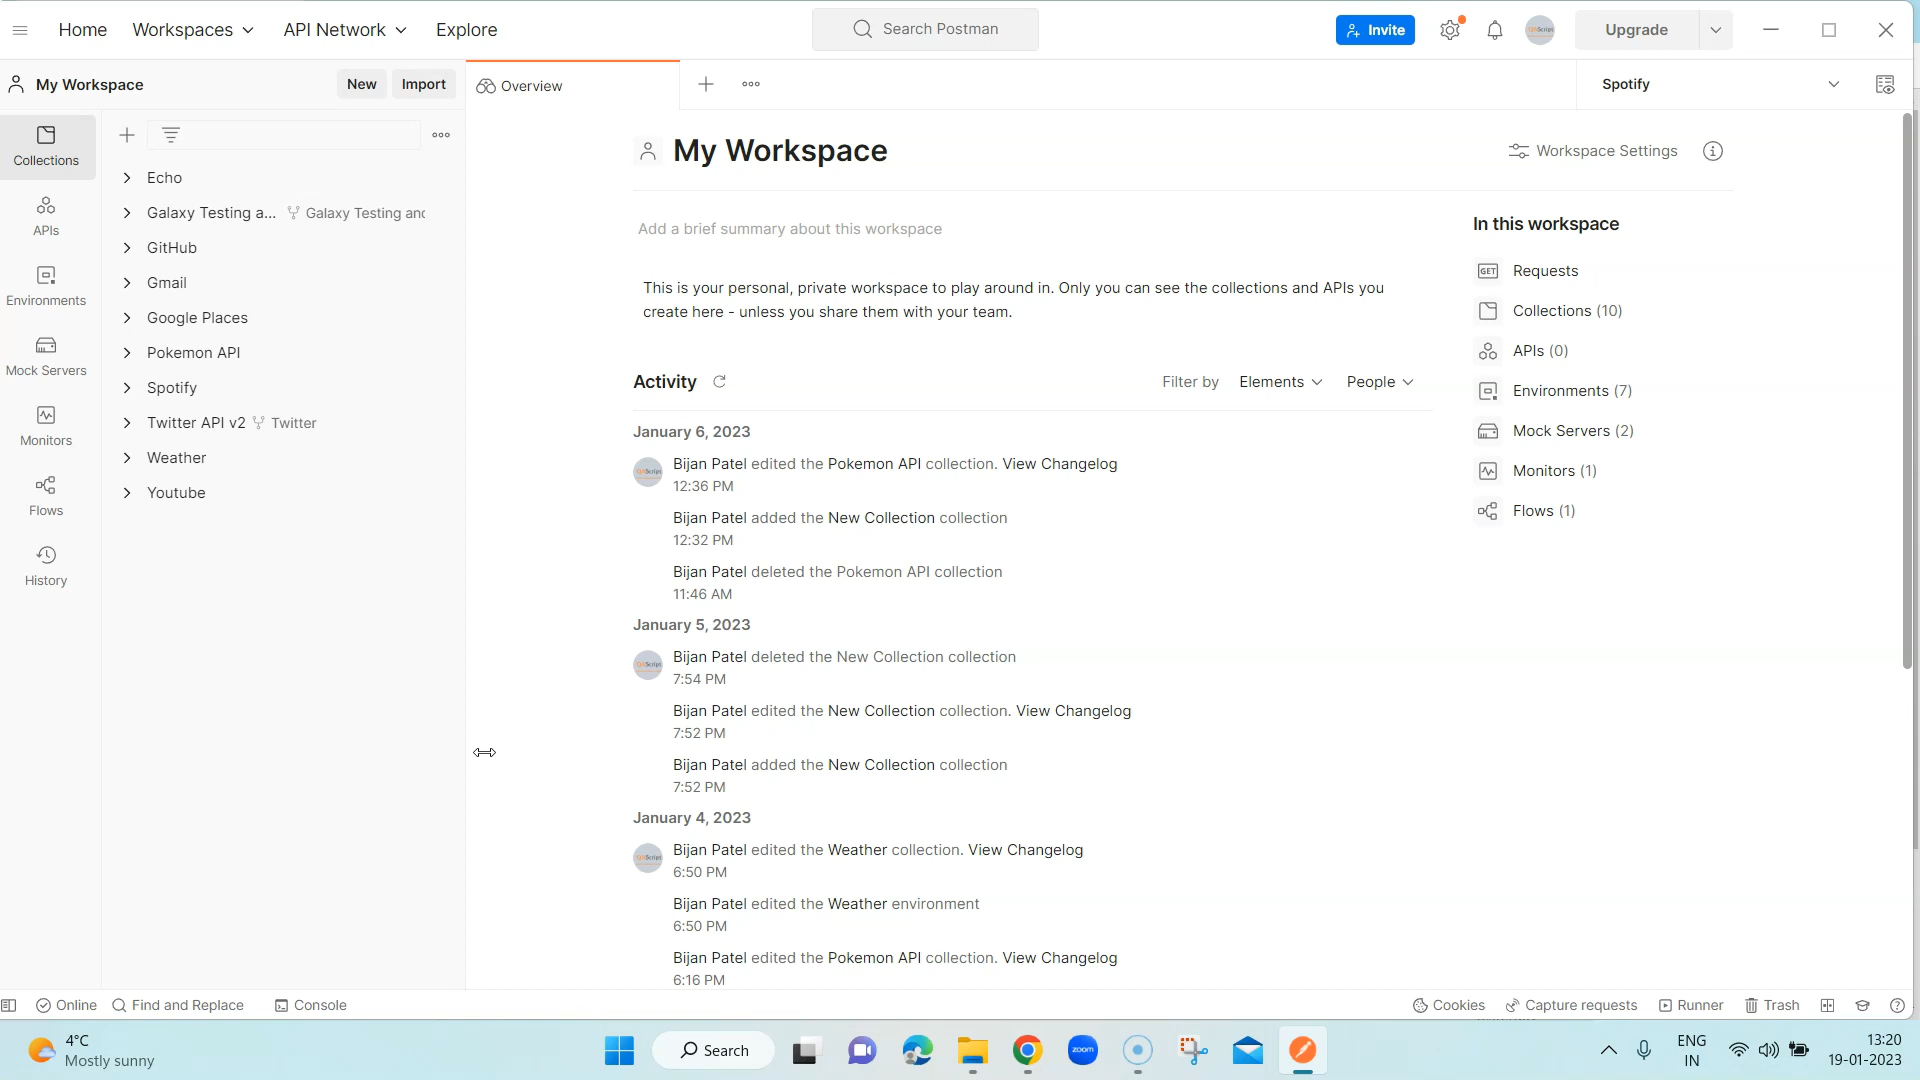 Home Workspaces API Network Explore Search Postman Invite Upgrade
My Workspace New Import Overview Spotify
Collections
APIs
Environments
Mock Servers
Monitors
Flows
History
Echo
Galaxy Testing a... Galaxy Testing and
GitHub
Gmail
Google Places
Pokemon API
Spotify
Twitter API v2 Twitter
Weather
Youtube
My Workspace
Workspace Settings
Add a brief summary about this workspace
This is your personal, private workspace to play around in. Only you can see the collections and APIs you
create here - unless you share them with your team.
Activity Filter by Elements People
January 6, 2023
Bijan Patel edited the Pokemon API collection. View Changelog
12:36 PM
Bijan Patel added the New Collection collection
12:32 PM
Bijan Patel deleted the Pokemon API collection
11:46 AM
January 5, 2023
Bijan Patel deleted the New Collection collection
7:54 PM
Bijan Patel edited the New Collection collection. View Changelog
7:52 PM
Bijan Patel added the New Collection collection
7:52 PM
January 4, 2023
Bijan Patel edited the Weather collection. View Changelog
6:50 PM
Bijan Patel edited the Weather environment
6:50 PM
Bijan Patel edited the Pokemon API collection. View Changelog
6:16 PM
In this workspace
GET Requests
Collections (10)
APIs (0)
Environments (7)
Mock Servers (2)
Monitors (1)
Flows (1)
Online Find and Replace Console Cookies Capture requests Runner Trash
4°C
Mostly sunny
Search
zoom
ENG
IN
13:20
19-01-2023